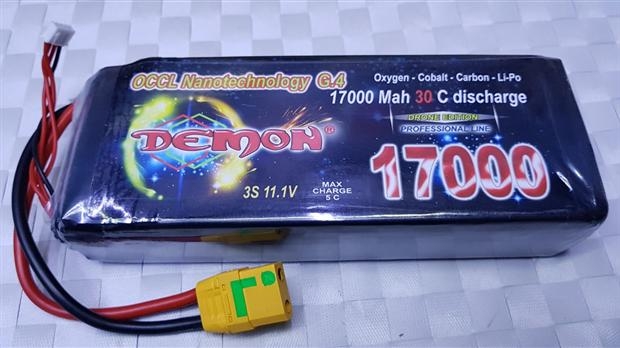 OCCL Nanotechnology G.4
Oxygen - Cobalt - Carbon - Li-Po
17000 Mah 30 C discharge
DRONE EDITION
PROFESSIONAL LINE
DEMON®
17000
3S 11.1V
MAX
CHARGE
5 C